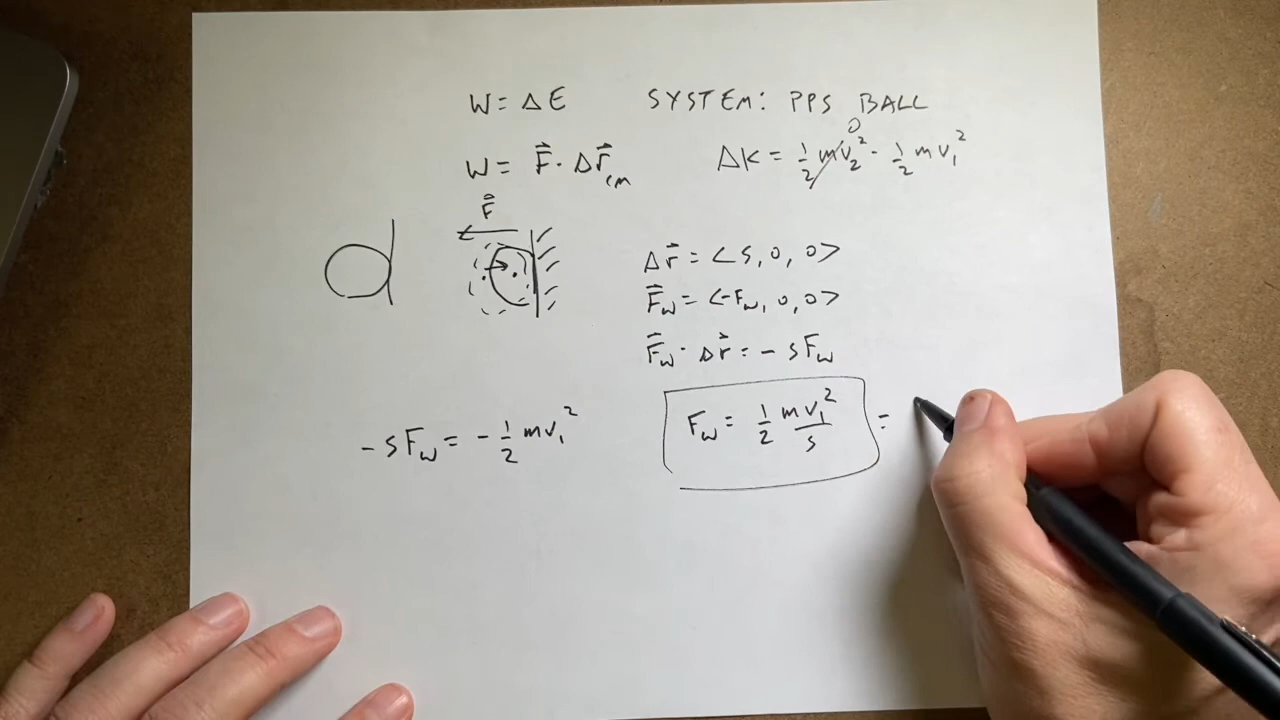 W = ΔE SYSTEM: PPS BALL
W = F⃗ · Δr⃗cm ΔK = ½mv₂² - ½mv₁²
0
F⃗
Δr⃗ = <s, 0, 0>
F⃗w = <-Fw, 0, 0>
F⃗w · Δr⃗ = - sFw
- sFw = - ½mv₁²
Fw = ½ mv₁²/s =